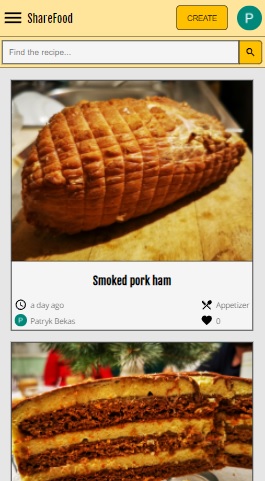 ShareFood
CREATE
P
Find the recipe...
Smoked pork ham
a day ago
Appetizer
P Patryk Bekas
0